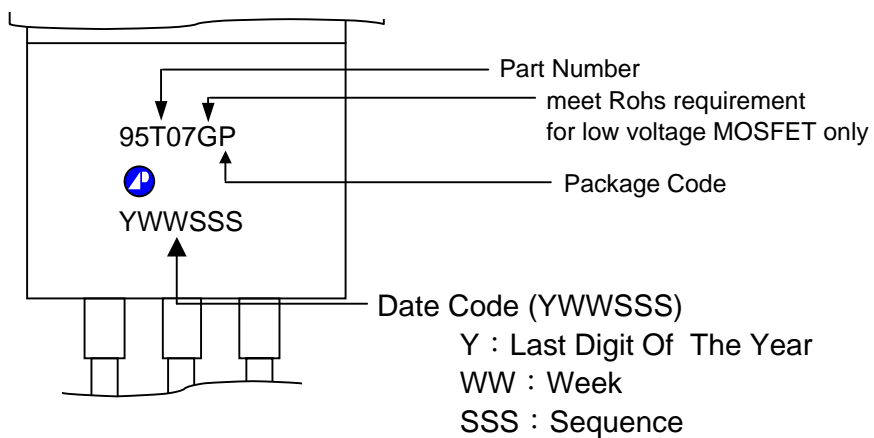 Part Number
meet Rohs requirement
for low voltage MOSFET only
95T07GP
Package Code
YWWSSS
Date Code (YWWSSS)
Y：Last Digit Of The Year
WW：Week
SSS：Sequence